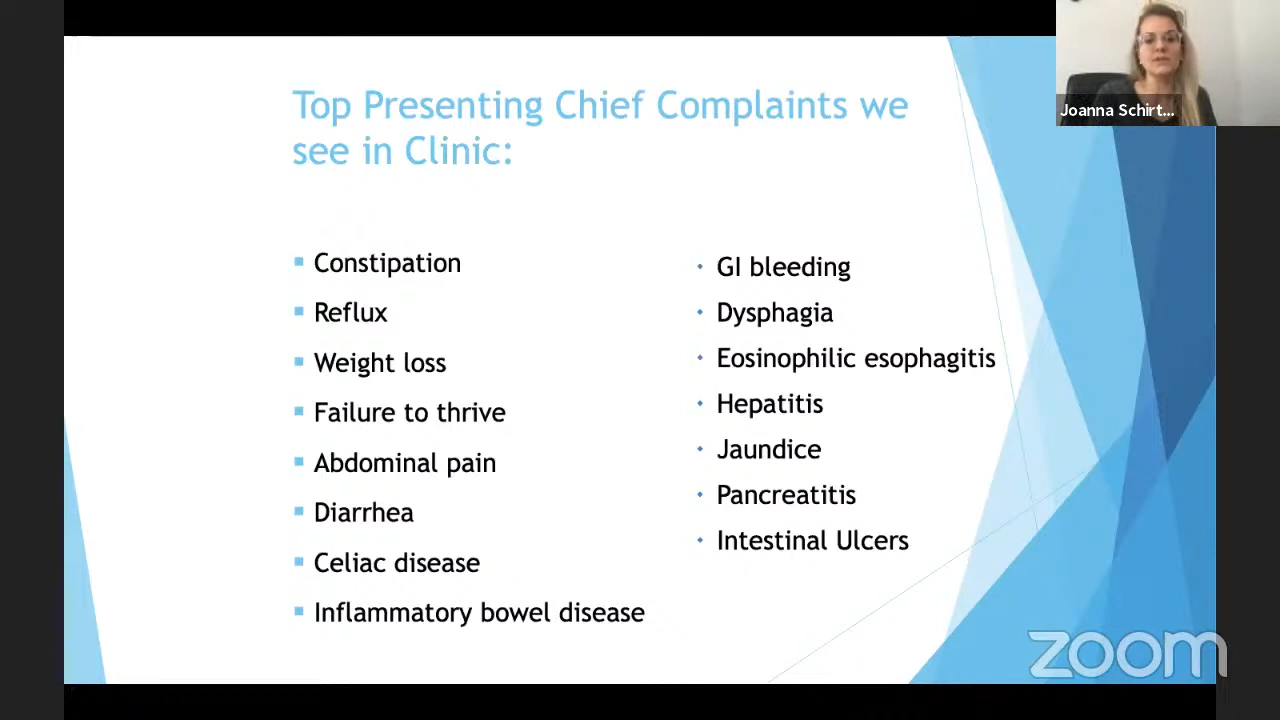 Top Presenting Chief Complaints we
see in Clinic:
Constipation
Reflux
Weight loss
Failure to thrive
Abdominal pain
Diarrhea
Celiac disease
Inflammatory bowel disease
GI bleeding
Dysphagia
Eosinophilic esophagitis
Hepatitis
Jaundice
Pancreatitis
Intestinal Ulcers
Joanna Schirt...
zoom